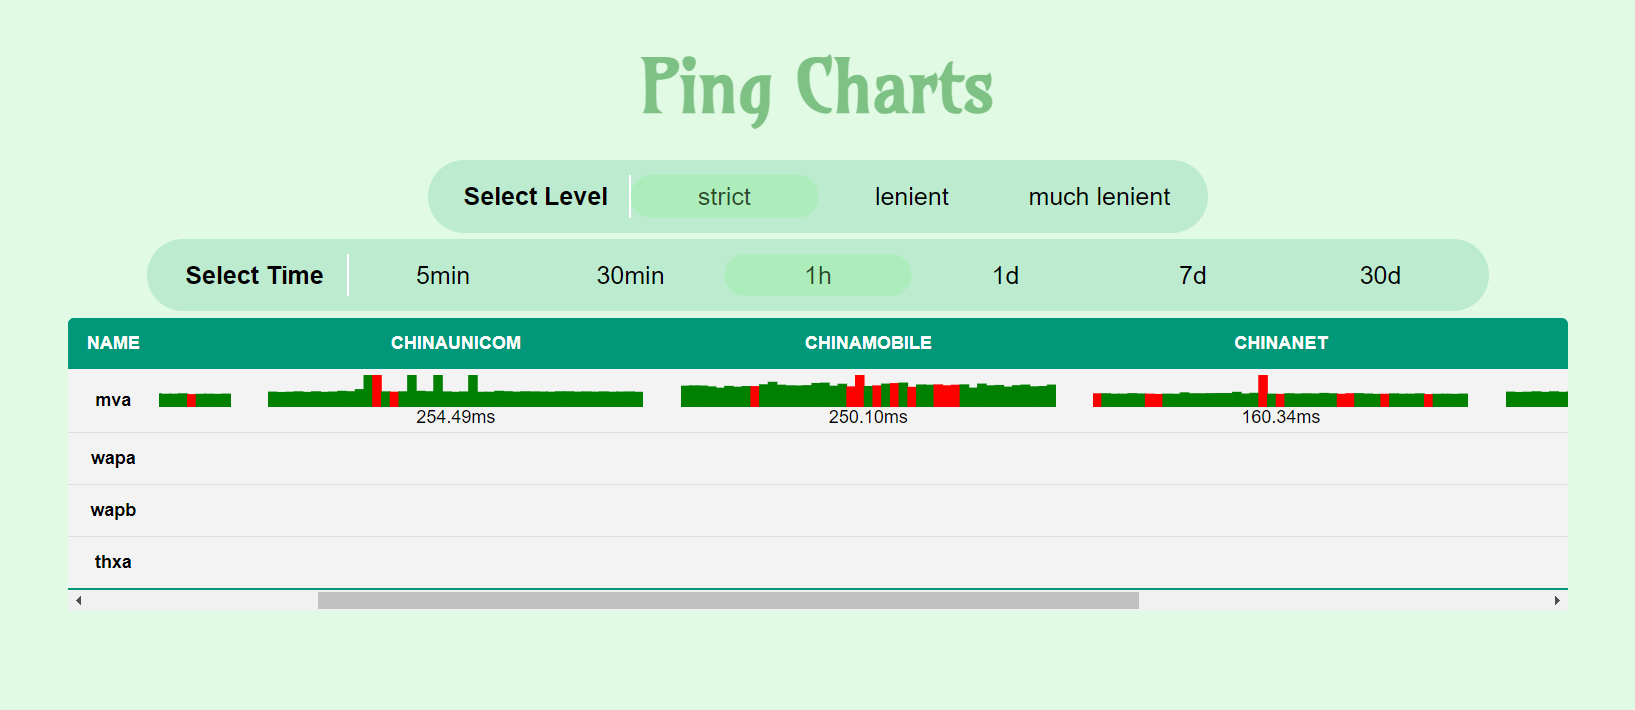 Ping Charts
Select Level strict lenient much lenient
Select Time 5min 30min 1h 1d 7d 30d
NAME CHINAUNICOM CHINAMOBILE CHINANET
mva 254.49ms 250.10ms 160.34ms
wapa
wapb
thxa